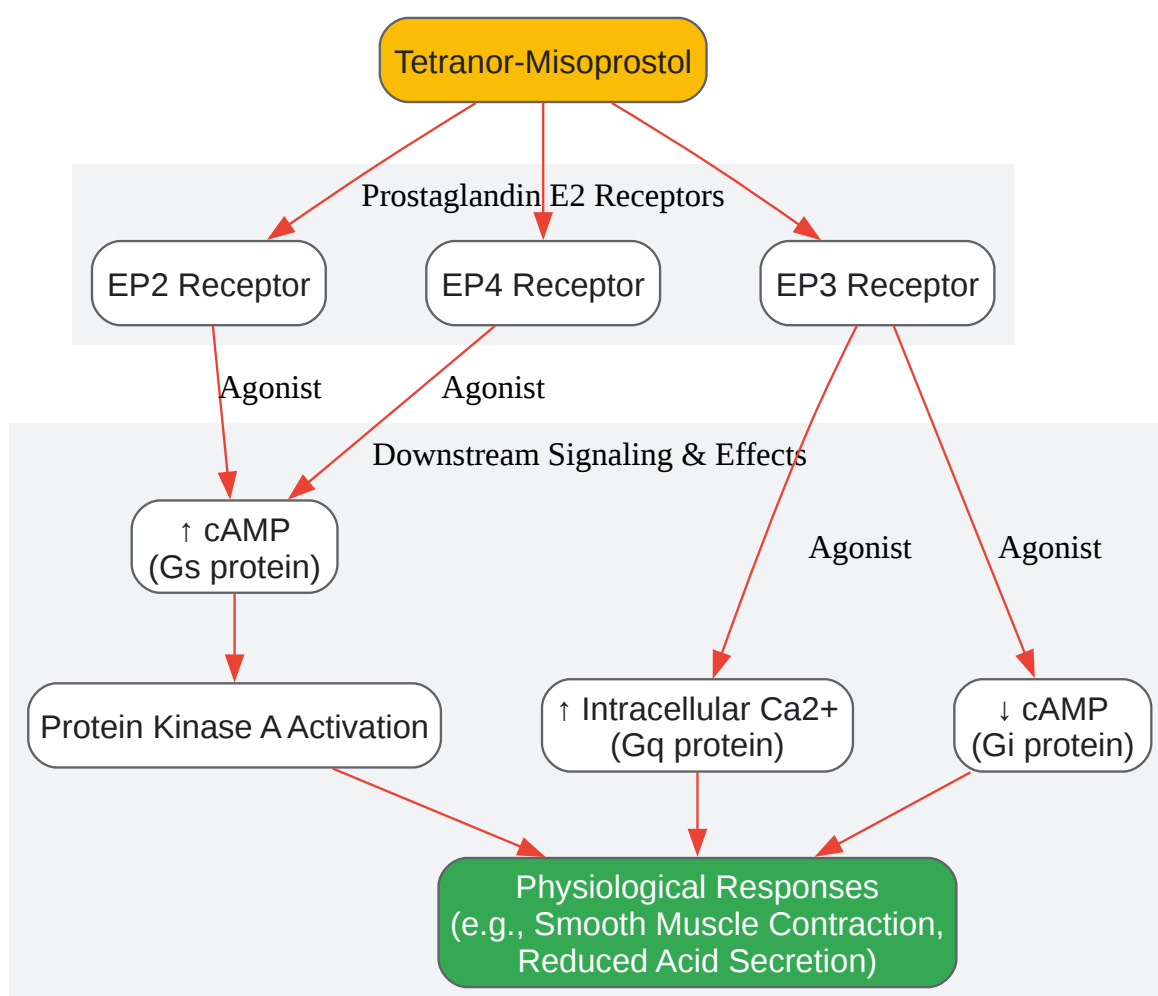 Tetranor-Misoprostol
Prostaglandin E2 Receptors
EP2 Receptor
EP4 Receptor
EP3 Receptor
Agonist
Agonist
Downstream Signaling & Effects
↑ cAMP
(Gs protein)
Agonist
Agonist
Protein Kinase A Activation
↑ Intracellular Ca2+
(Gq protein)
↓ cAMP
(Gi protein)
Physiological Responses
(e.g., Smooth Muscle Contraction,
Reduced Acid Secretion)